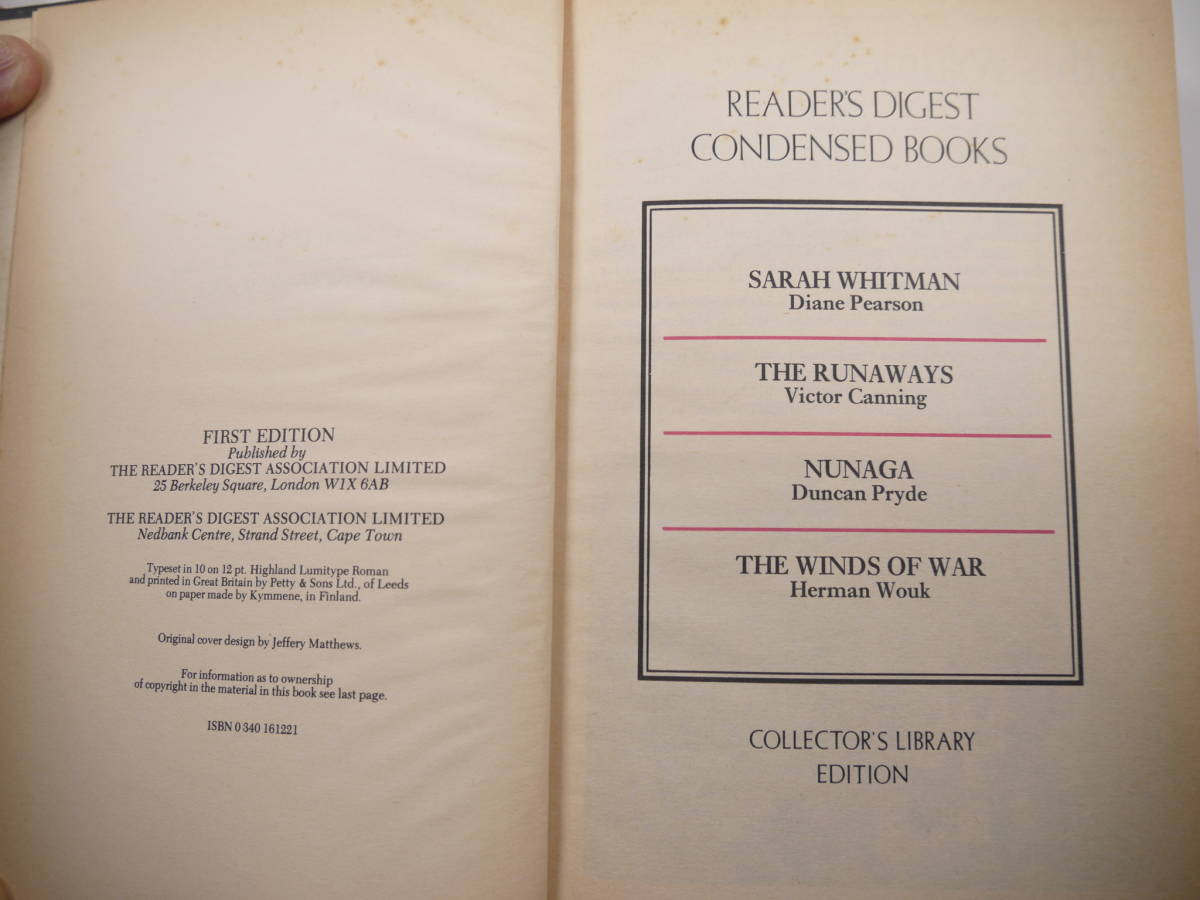 FIRST EDITION
Published by
THE READER'S DIGEST ASSOCIATION LIMITED
25 Berkeley Square, London W1X 6AB
THE READER'S DIGEST ASSOCIATION LIMITED
Nedbank Centre, Strand Street, Cape Town
Typeset in 10 on 12 pt. Highland Lumitype Roman
and printed in Great Britain by Petty & Sons Ltd., of Leeds
on paper made by Kymmene, in Finland.
Original cover design by Jeffery Matthews.
For information as to ownership
of copyright in the material in this book see last page.
ISBN 0 340 161221
READER'S DIGEST
CONDENSED BOOKS
SARAH WHITMAN
Diane Pearson
THE RUNAWAYS
Victor Canning
NUNAGA
Duncan Pryde
THE WINDS OF WAR
Herman Wouk
COLLECTOR'S LIBRARY
EDITION